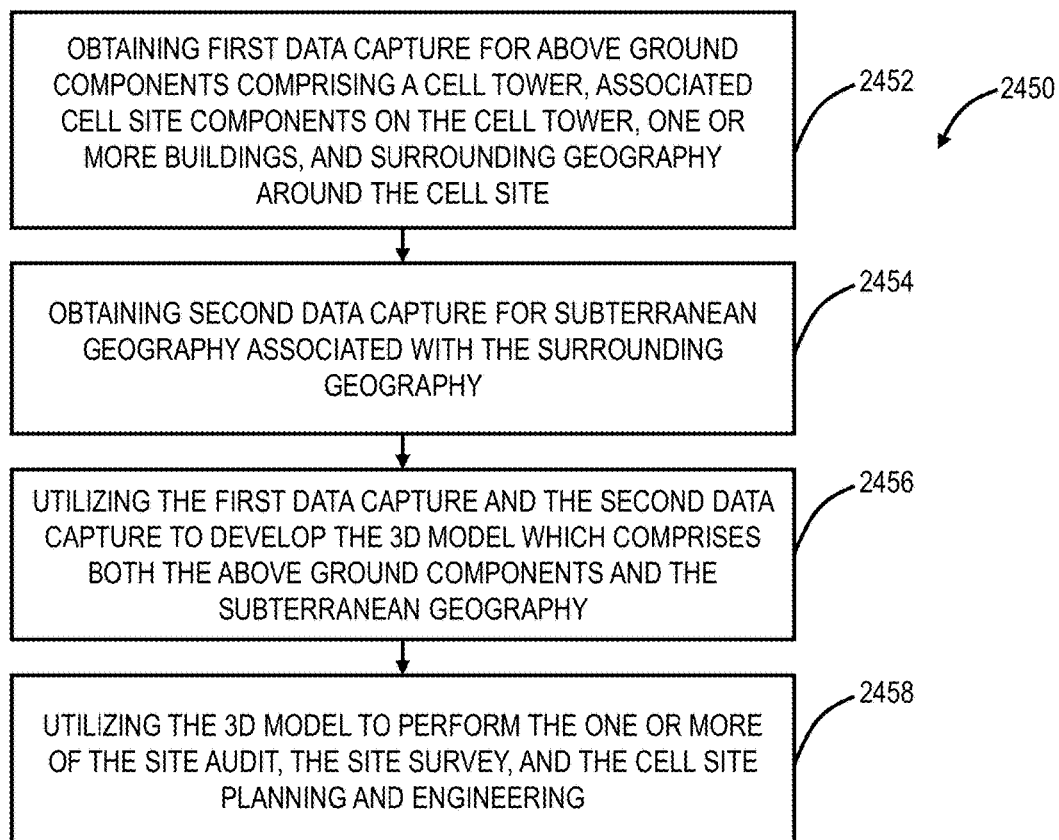 OBTAINING FIRST DATA CAPTURE FOR ABOVE GROUND
COMPONENTS COMPRISING A CELL TOWER, ASSOCIATED
CELL SITE COMPONENTS ON THE CELL TOWER, ONE OR
MORE BUILDINGS, AND SURROUNDING GEOGRAPHY
AROUND THE CELL SITE
2452
2450
OBTAINING SECOND DATA CAPTURE FOR SUBTERRANEAN
GEOGRAPHY ASSOCIATED WITH THE SURROUNDING
GEOGRAPHY
2454
UTILIZING THE FIRST DATA CAPTURE AND THE SECOND DATA
CAPTURE TO DEVELOP THE 3D MODEL WHICH COMPRISES
BOTH THE ABOVE GROUND COMPONENTS AND THE
SUBTERRANEAN GEOGRAPHY
2456
UTILIZING THE 3D MODEL TO PERFORM THE ONE OR MORE
OF THE SITE AUDIT, THE SITE SURVEY, AND THE CELL SITE
PLANNING AND ENGINEERING
2458